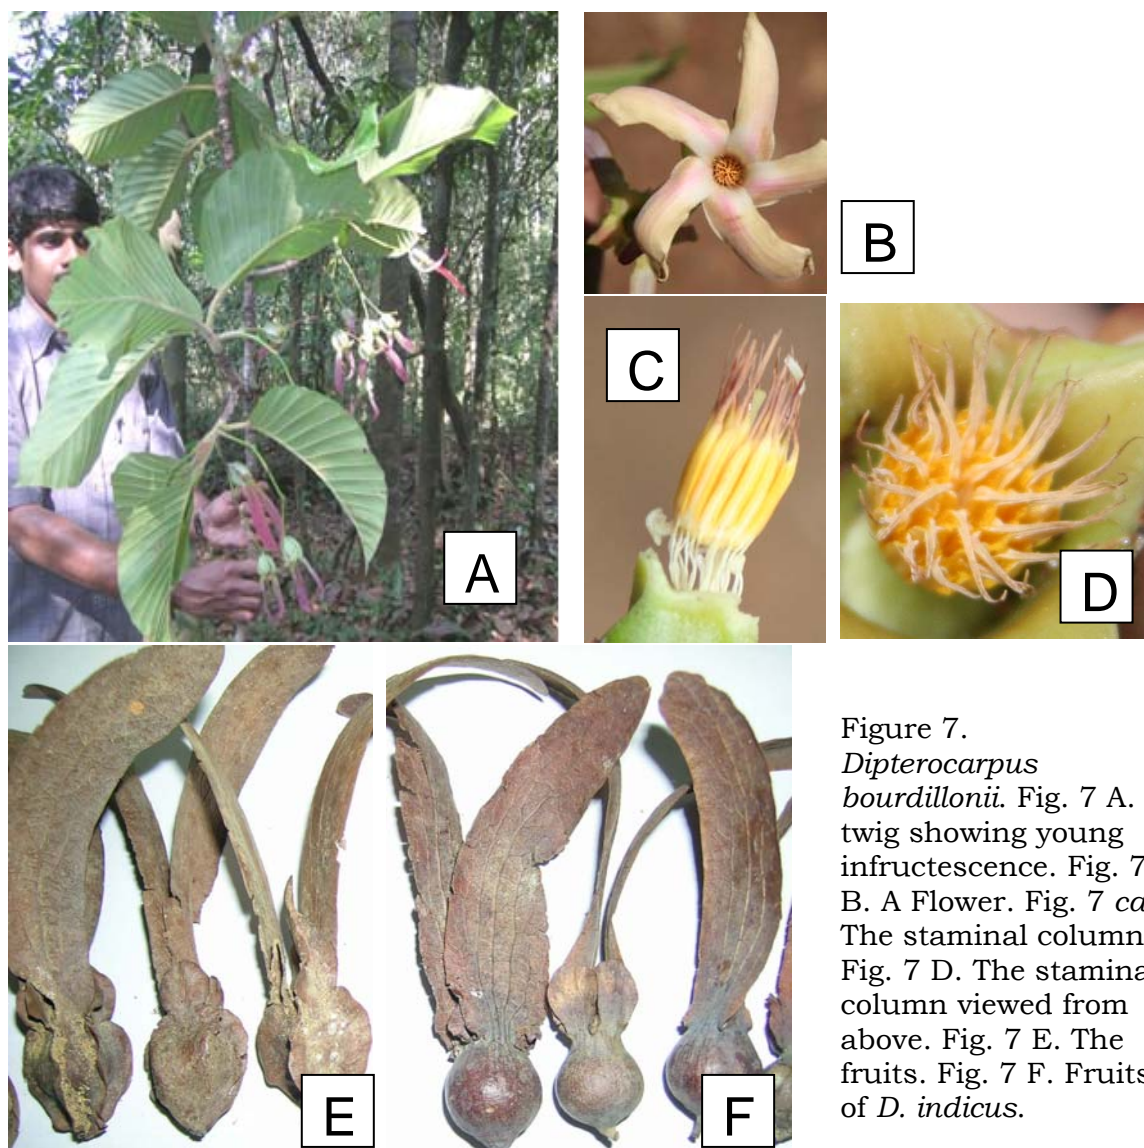 A
B
C
D
E
F
Figure 7.
Dipterocarpus
bourdillonii. Fig. 7 A.
twig showing young
infructescence. Fig. 7
B. A Flower. Fig. 7 ca
The staminal column
Fig. 7 D. The stamina
column viewed from
above. Fig. 7 E. The
fruits. Fig. 7 F. Fruits
of D. indicus.